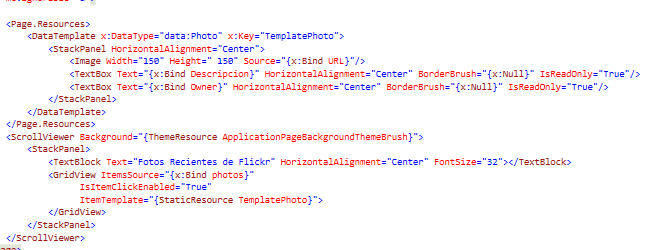 <Page.Resources>
<DataTemplate x:DataType="data:Photo" x:Key="TemplatePhoto">
<StackPanel HorizontalAlignment="Center">
<Image Width="150" Height=" 150" Source="{x:Bind URL}"/>
<TextBox Text="{x:Bind Descripcion}" HorizontalAlignment="Center" BorderBrush="{x:Null}" IsReadOnly="True"/>
<TextBox Text="{x:Bind Owner}" HorizontalAlignment="Center" BorderBrush="{x:Null}" IsReadOnly="True"/>
</StackPanel>
</DataTemplate>
</Page.Resources>
<ScrollViewer Background="{ThemeResource ApplicationPageBackgroundThemeBrush}">
<StackPanel>
<TextBlock Text="Fotos Recientes de Flickr" HorizontalAlignment="Center" FontSize="32"></TextBlock>
<GridView ItemsSource="{x:Bind photos}"
IsItemClickEnabled="True"
ItemTemplate="{StaticResource TemplatePhoto}">
</GridView>
</StackPanel>
</ScrollViewer>